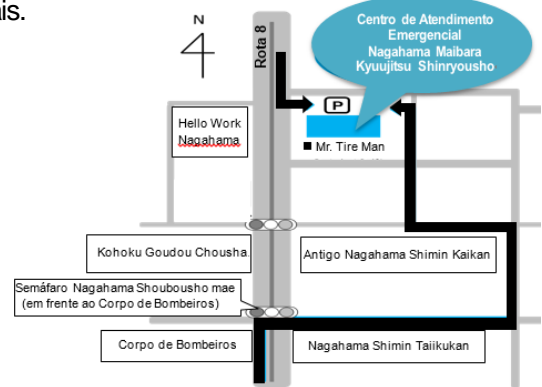 ais.
N
4
Rota 8
Centro de Atendimento
Emergencial
Nagahama Maibara
Kyuujitsu Shinryousho
P
Hello Work
Nagahama
■ Mr. Tire Man
Kohoku Goudou Chousha
Antigo Nagahama Shimin Kaikan
Semáfaro Nagahama Shoubousho mae
(em frente ao Corpo de Bombeiros)
Corpo de Bombeiros
Nagahama Shimin Taiikukan